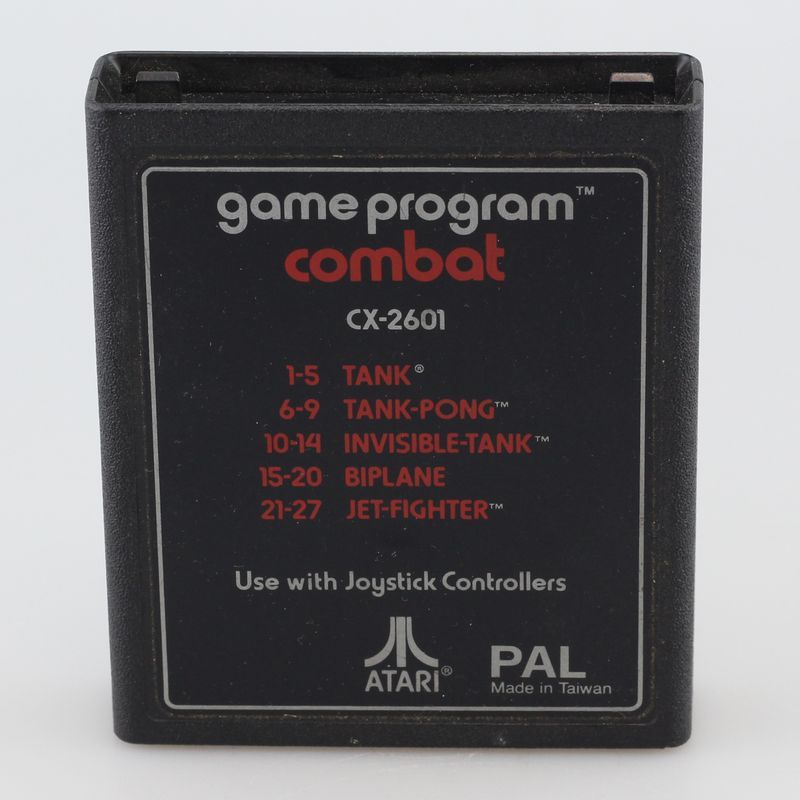 game program™
combat
CX-2601
1-5 TANK®
6-9 TANK-PONG™
10-14 INVISIBLE-TANK™
15-20 BIPLANE
21-27 JET-FIGHTER™
Use with Joystick Controllers
ATARI®
PAL
Made in Taiwan